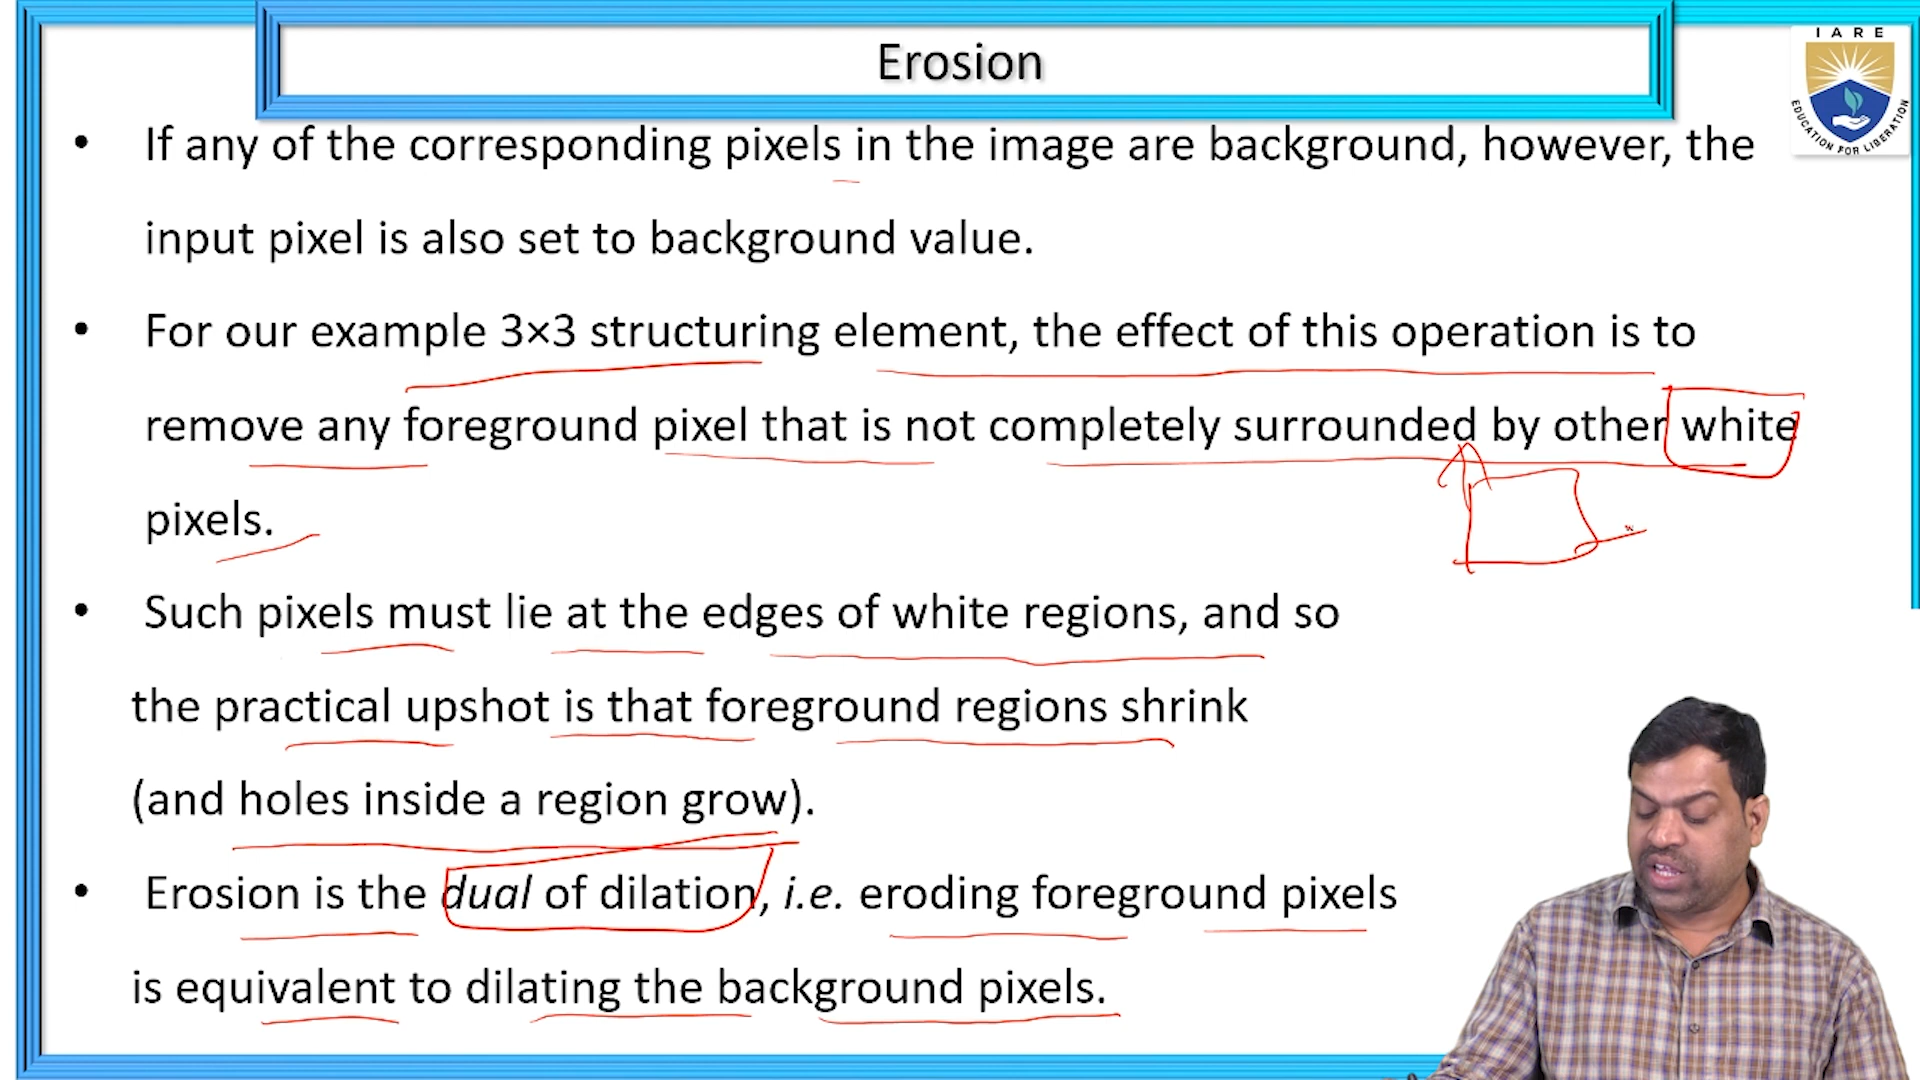 Erosion
I A R E
EDUCATION FOR LIBERATION
• If any of the corresponding pixels in the image are background, however, the
input pixel is also set to background value.
• For our example 3×3 structuring element, the effect of this operation is to
remove any foreground pixel that is not completely surrounded by other white
pixels.
• Such pixels must lie at the edges of white regions, and so
the practical upshot is that foreground regions shrink
(and holes inside a region grow).
• Erosion is the dual of dilation, i.e. eroding foreground pixels
is equivalent to dilating the background pixels.